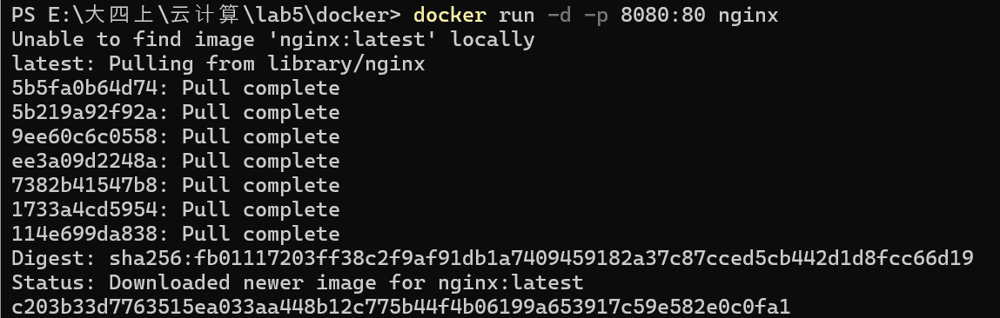 PS E:\大四上\云计算\lab5\docker> docker run -d -p 8080:80 nginx
Unable to find image 'nginx:latest' locally
latest: Pulling from library/nginx
5b5fa0b64d74: Pull complete
5b219a92f92a: Pull complete
9ee60c6c0558: Pull complete
ee3a09d2248a: Pull complete
7382b41547b8: Pull complete
1733a4cd5954: Pull complete
114e699da838: Pull complete
Digest: sha256:fb01117203ff38c2f9af91db1a7409459182a37c87cced5cb442d1d8fcc66d19
Status: Downloaded newer image for nginx:latest
c203b33d7763515ea033aa448b12c775b44f4b06199a653917c59e582e0c0fa1